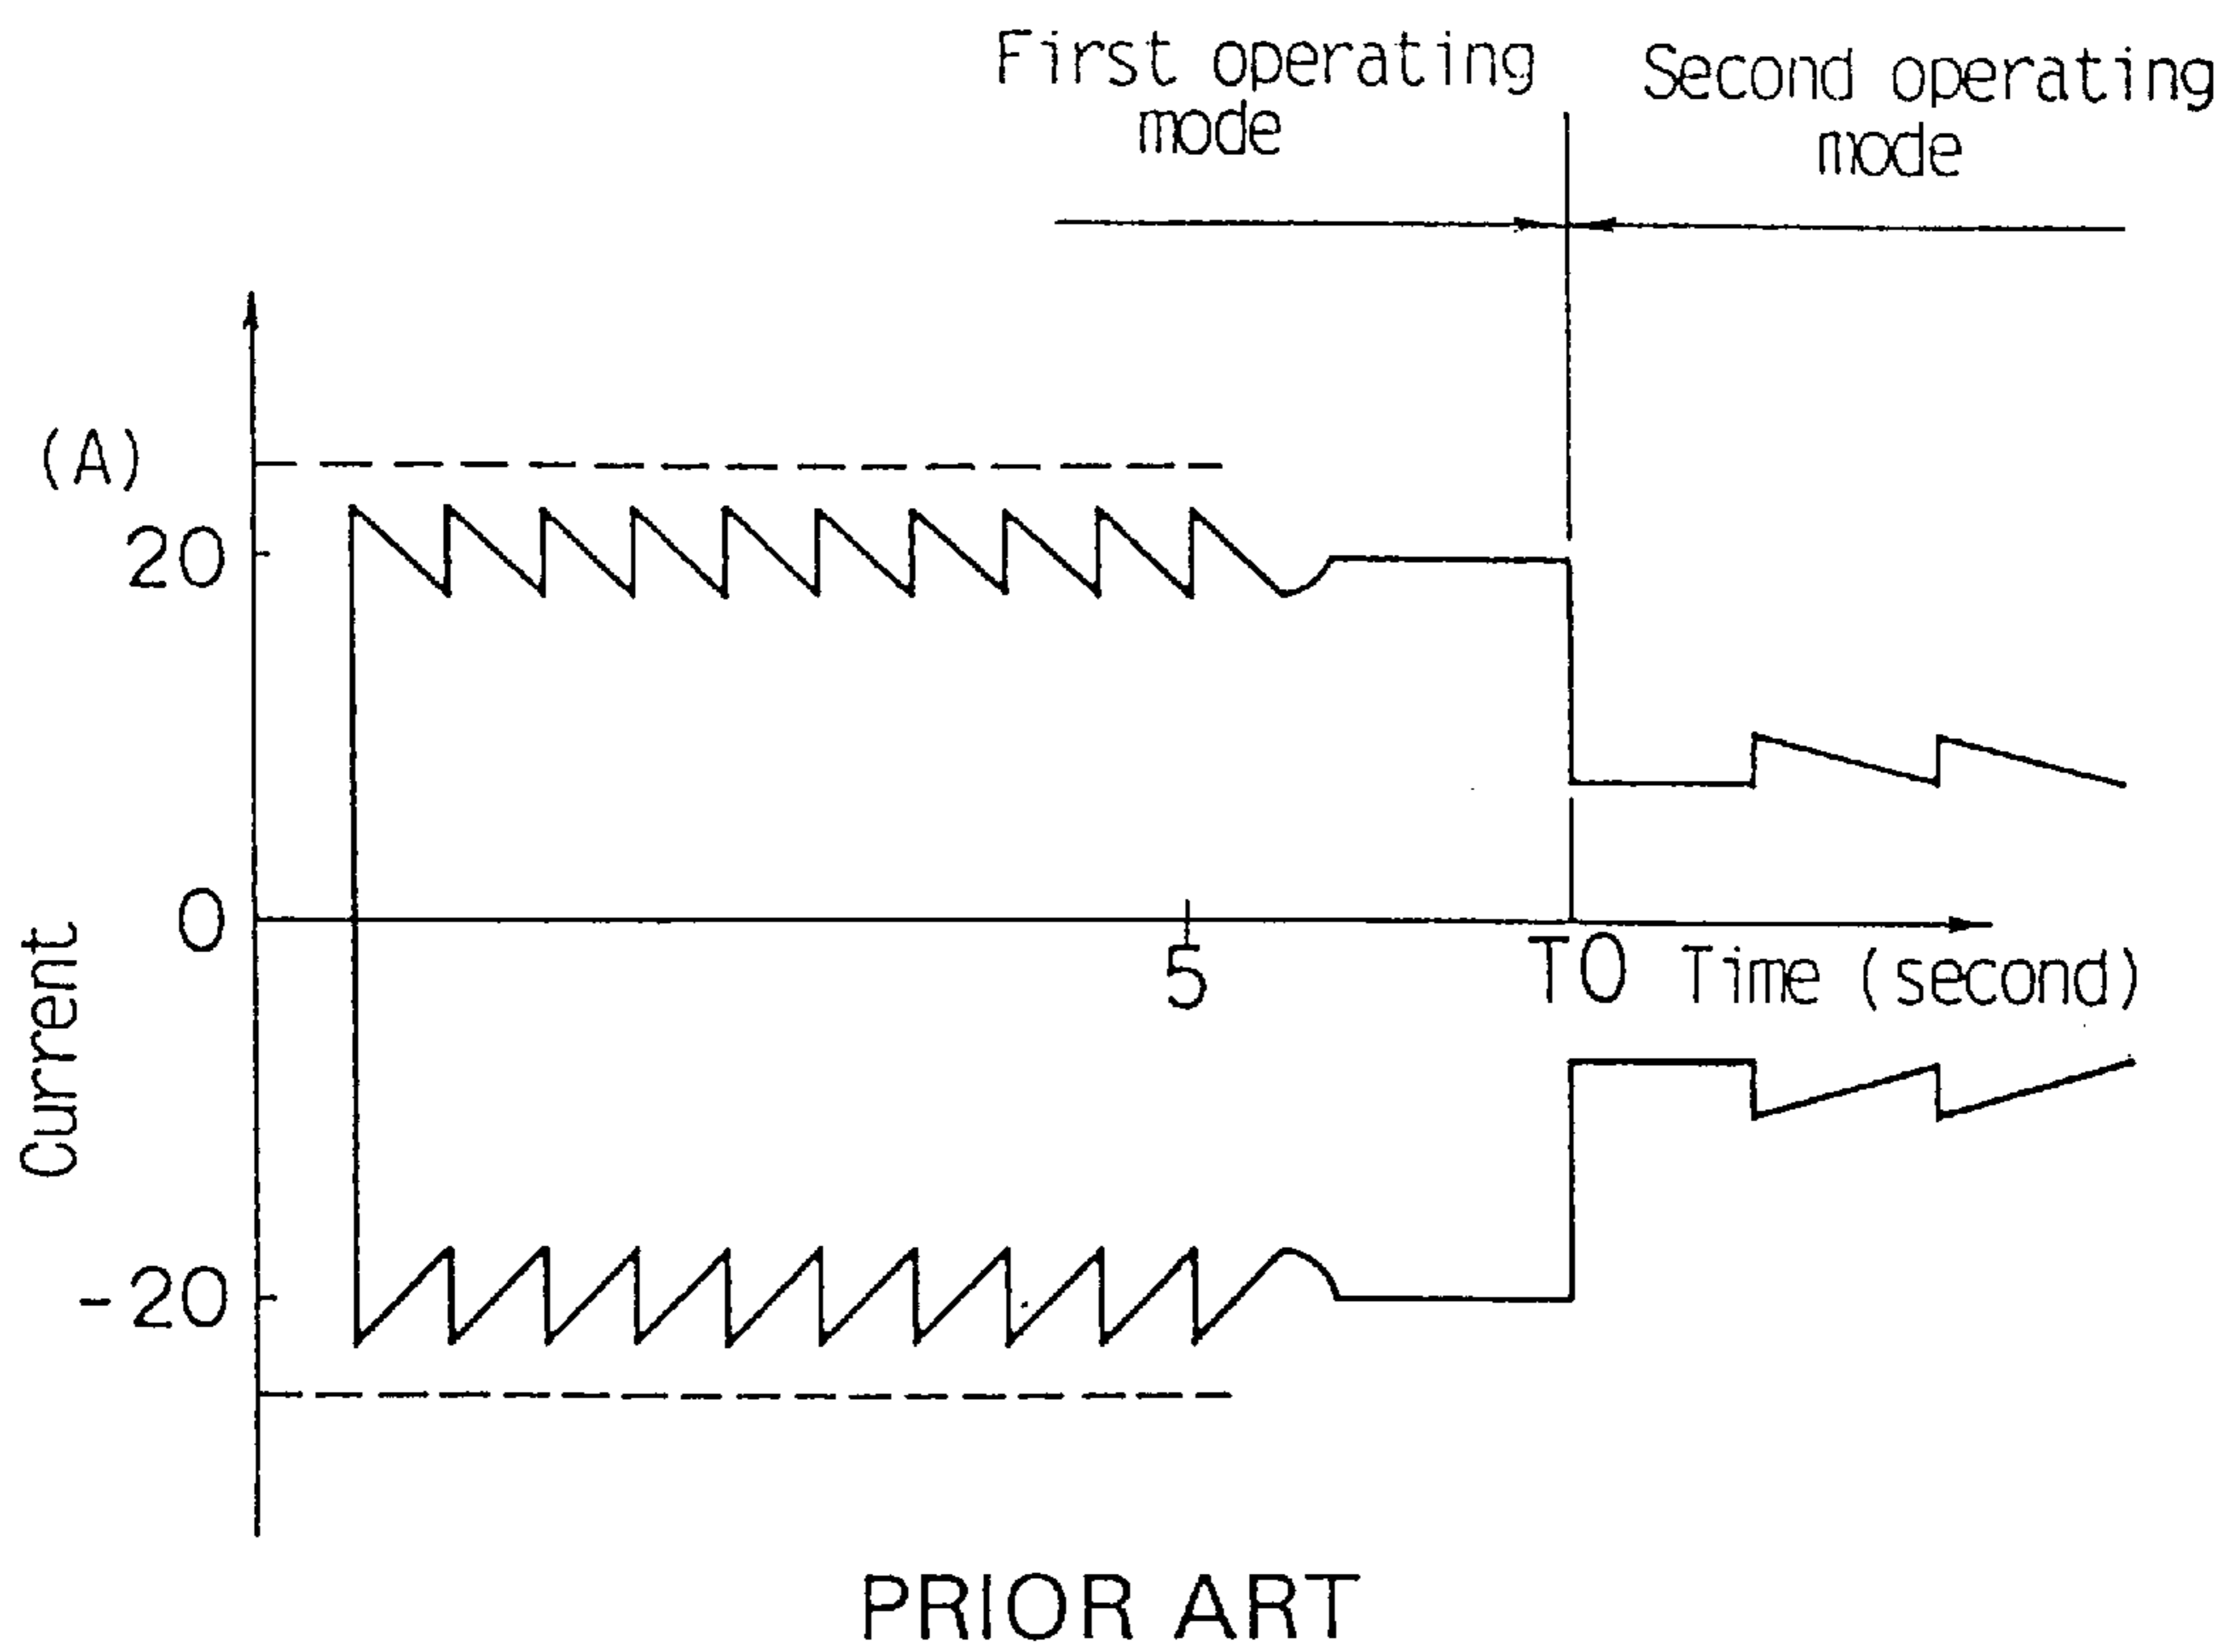 First operating
mode
Second operating
mode
(A)
20
0
-20
Current
5
T0
Time (second)
PRIOR ART